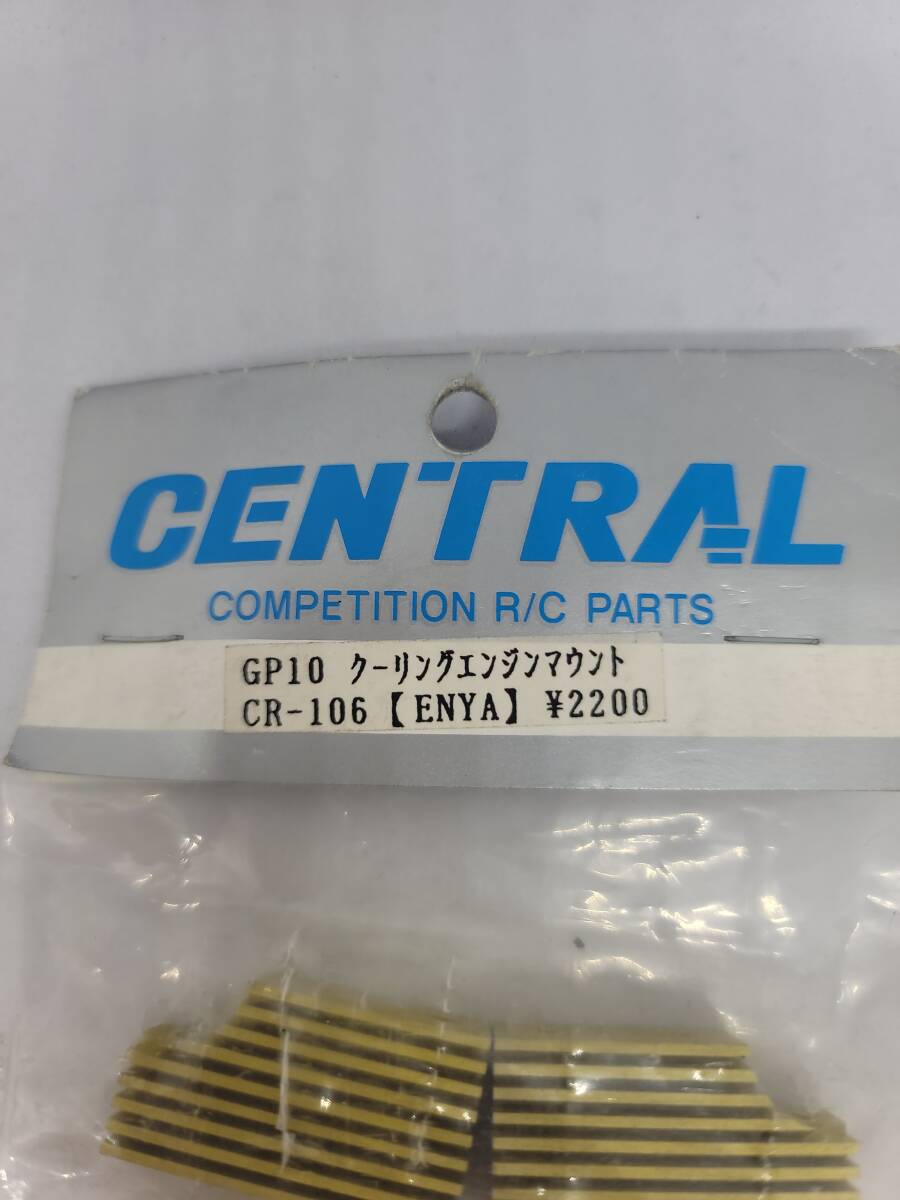 CENTRAL
COMPETITION R/C PARTS
GP10 クーリングエンジンマウント
CR-106【ENYA】 ¥2200